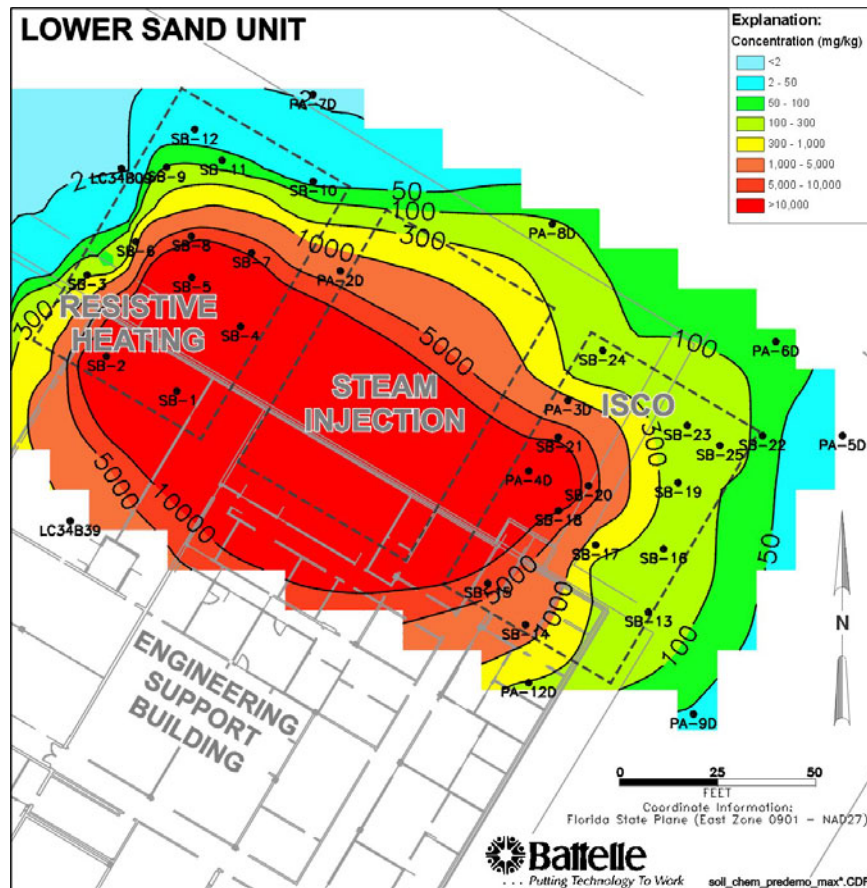 LOWER SAND UNIT
Explanation:
Concentration (mg/kg)
<2
2 - 50
50 - 100
100 - 300
300 - 1,000
1,000 - 5,000
5,000 - 10,000
>10,000
PA-7D
SB-12
SB-11
LC34B09
SB-9
SB-10
2
50
100
300
1000
PA-8D
SB-6
SB-8
SB-7
PA-2D
SB-3
SB-5
300
RESISTIVE
HEATING
SB-4
5000
100
PA-6D
SB-2
SB-24
SB-1
STEAM
INJECTION
PA-3D
ISCO
300
SB-23
SB-22
PA-5D
SB-21
SB-25
PA-4D
SB-20
SB-19
5000
10000
SB-18
LC34B39
SB-17
SB-16
50
SB-15
5000
1000
SB-14
SB-13
100
PA-12D
PA-9D
ENGINEERING
SUPPORT
BUILDING
N
0 25 50
FEET
Coordinate Information:
Florida State Plane (East Zone 0901 - NAD27)
Battelle
. . . Putting Technology To Work
soil_chem_predemo_max*.CDR